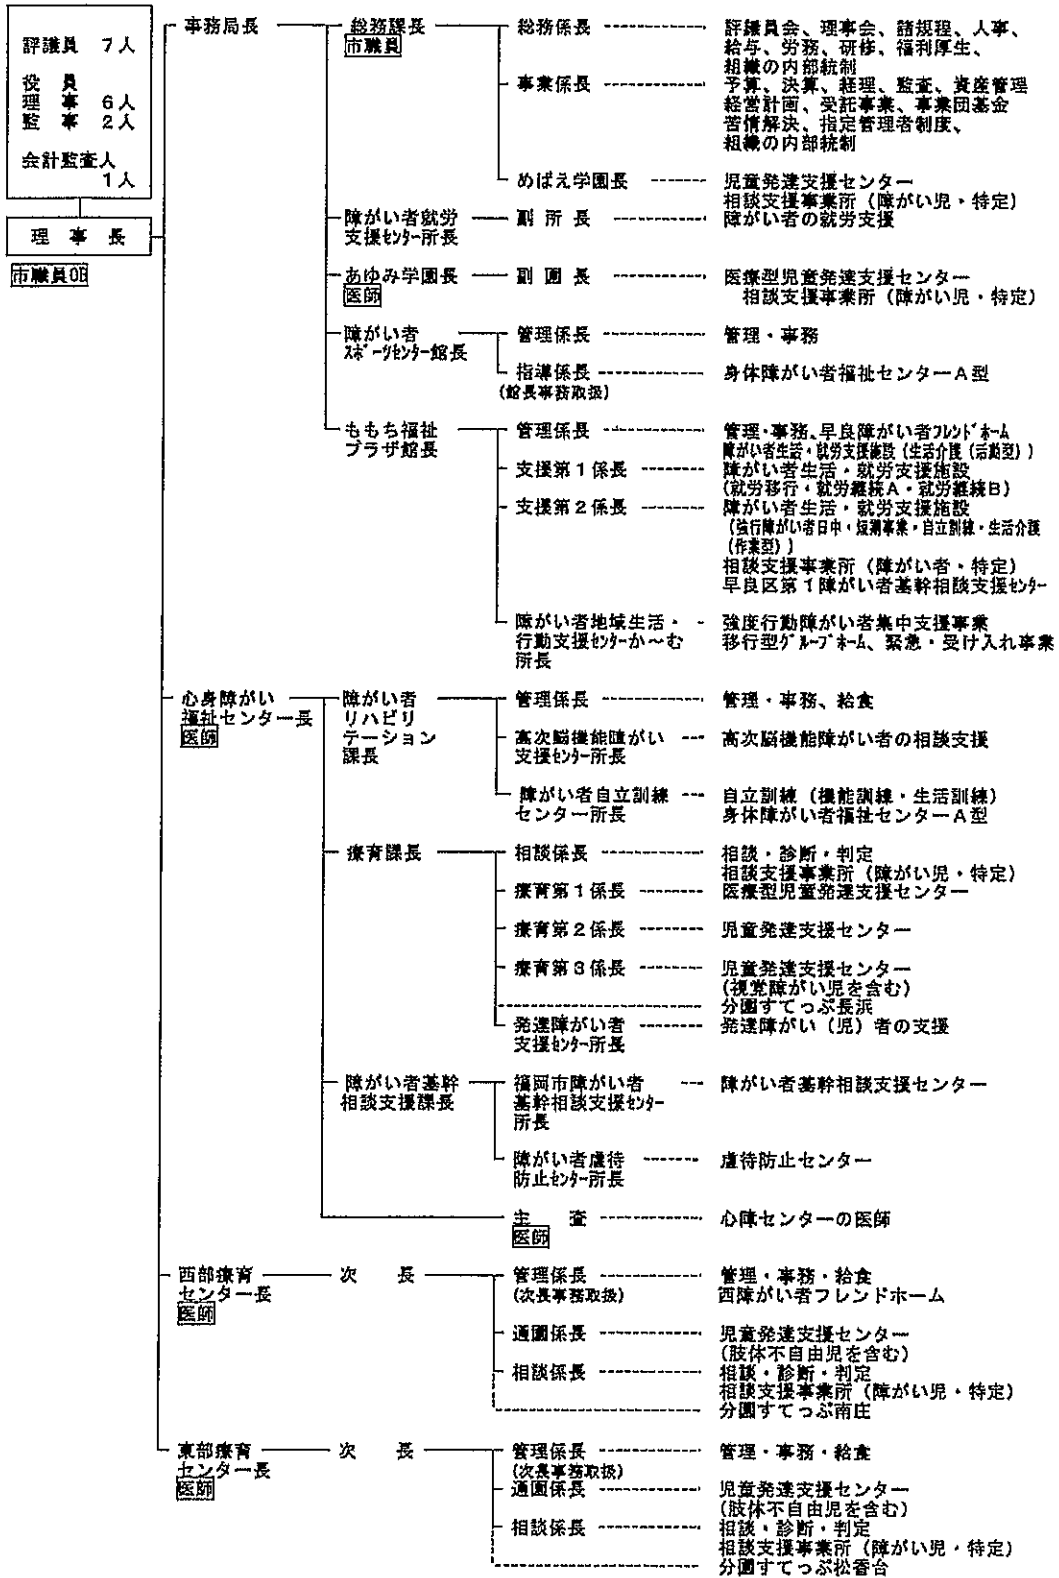 評議員 7人
役員
理事 6人
監事 2人
会計監査人
1人
理事長
市職員OB
事務局長
総務課長
市職員
総務係長
評議員会、理事会、諸規程、人事、
給与、労務、研修、福利厚生、
組織の内部統制
事業係長
予算、決算、経理、監査、資産管理
経営計画、受託事業、事業団基金
苦情解決、指定管理者制度、
組織の内部統制
めばえ学園長
児童発達支援センター
相談支援事業所（障がい児・特定）
障がい者就労
支援センター所長
副所長
障がい者の就労支援
あゆみ学園長
医師
副園長
医療型児童発達支援センター
相談支援事業所（障がい児・特定）
障がい者
スポーツセンター館長
管理係長
管理・事務
指導係長
(館長事務取扱)
身体障がい者福祉センターA型
ももち福祉
プラザ館長
管理係長
管理・事務、早良障がい者フレンドホーム
障がい者生活・就労支援施設（生活介護（活動型））
支援第1係長
障がい者生活・就労支援施設
(就労移行・就労継続A・就労継続B)
支援第2係長
障がい者生活・就労支援施設
(強行障がい者日中・短期事業・自立訓練・生活介護
(作業型))
相談支援事業所（障がい者・特定）
早良区第1障がい者基幹相談支援センター
障がい者地域生活・
行動支援センターか～む
所長
強度行動障がい者集中支援事業
移行型グループホーム、緊急・受け入れ事業
心身障がい
福祉センター長
医師
障がい者
リハビリ
テーション
課長
管理係長
管理・事務、給食
高次脳機能障がい
支援センター所長
高次脳機能障がい者の相談支援
障がい者自立訓練
センター所長
自立訓練（機能訓練・生活訓練）
身体障がい者福祉センターA型
療育課長
相談係長
相談・診断・判定
相談支援事業所（障がい児・特定）
療育第1係長
医療型児童発達支援センター
療育第2係長
児童発達支援センター
療育第3係長
児童発達支援センター
(視覚障がい児を含む)
分園すてっぷ長浜
発達障がい者
支援センター所長
発達障がい（児）者の支援
障がい者基幹
相談支援課長
福岡市障がい者
基幹相談支援センター
所長
障がい者基幹相談支援センター
障がい者虐待
防止センター所長
虐待防止センター
主査
医師
心障センターの医師
西部療育
センター長
医師
次長
管理係長
(次長事務取扱)
管理・事務・給食
西障がい者フレンドホーム
通園係長
児童発達支援センター
(肢体不自由児を含む)
相談係長
相談・診断・判定
相談支援事業所（障がい児・特定）
分園すてっぷ南庄
東部療育
センター長
医師
次長
管理係長
(次長事務取扱)
管理・事務・給食
通園係長
児童発達支援センター
(肢体不自由児を含む)
相談係長
相談・診断・判定
相談支援事業所（障がい児・特定）
分園すてっぷ松香台